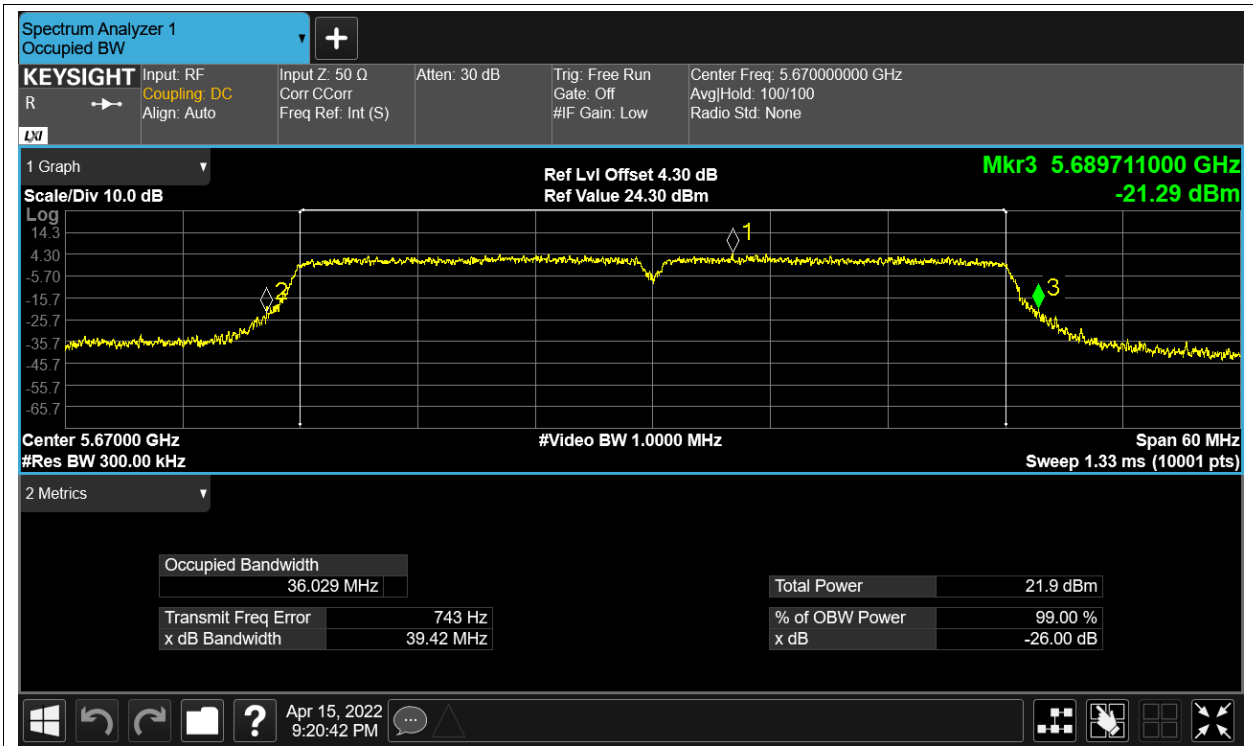 Spectrum Analyzer 1
Occupied BW
+
KEYSIGHT
R
LXI
Input: RF
Coupling: DC
Align: Auto
Input Z: 50 Ω
Corr CCorr
Freq Ref: Int (S)
Atten: 30 dB
Trig: Free Run
Gate: Off
#IF Gain: Low
Center Freq: 5.670000000 GHz
Avg|Hold: 100/100
Radio Std: None
1 Graph
Scale/Div 10.0 dB
Ref Lvl Offset 4.30 dB
Ref Value 24.30 dBm
Mkr3 5.689711000 GHz
-21.29 dBm
Log
14.3
4.30
-5.70
-15.7
-25.7
-35.7
-45.7
-55.7
-65.7
1
2
3
Center 5.67000 GHz
#Res BW 300.00 kHz
#Video BW 1.0000 MHz
Span 60 MHz
Sweep 1.33 ms (10001 pts)
2 Metrics
Occupied Bandwidth
36.029 MHz
Transmit Freq Error 743 Hz
x dB Bandwidth 39.42 MHz
Total Power 21.9 dBm
% of OBW Power 99.00 %
x dB -26.00 dB
?
Apr 15, 2022
9:20:42 PM